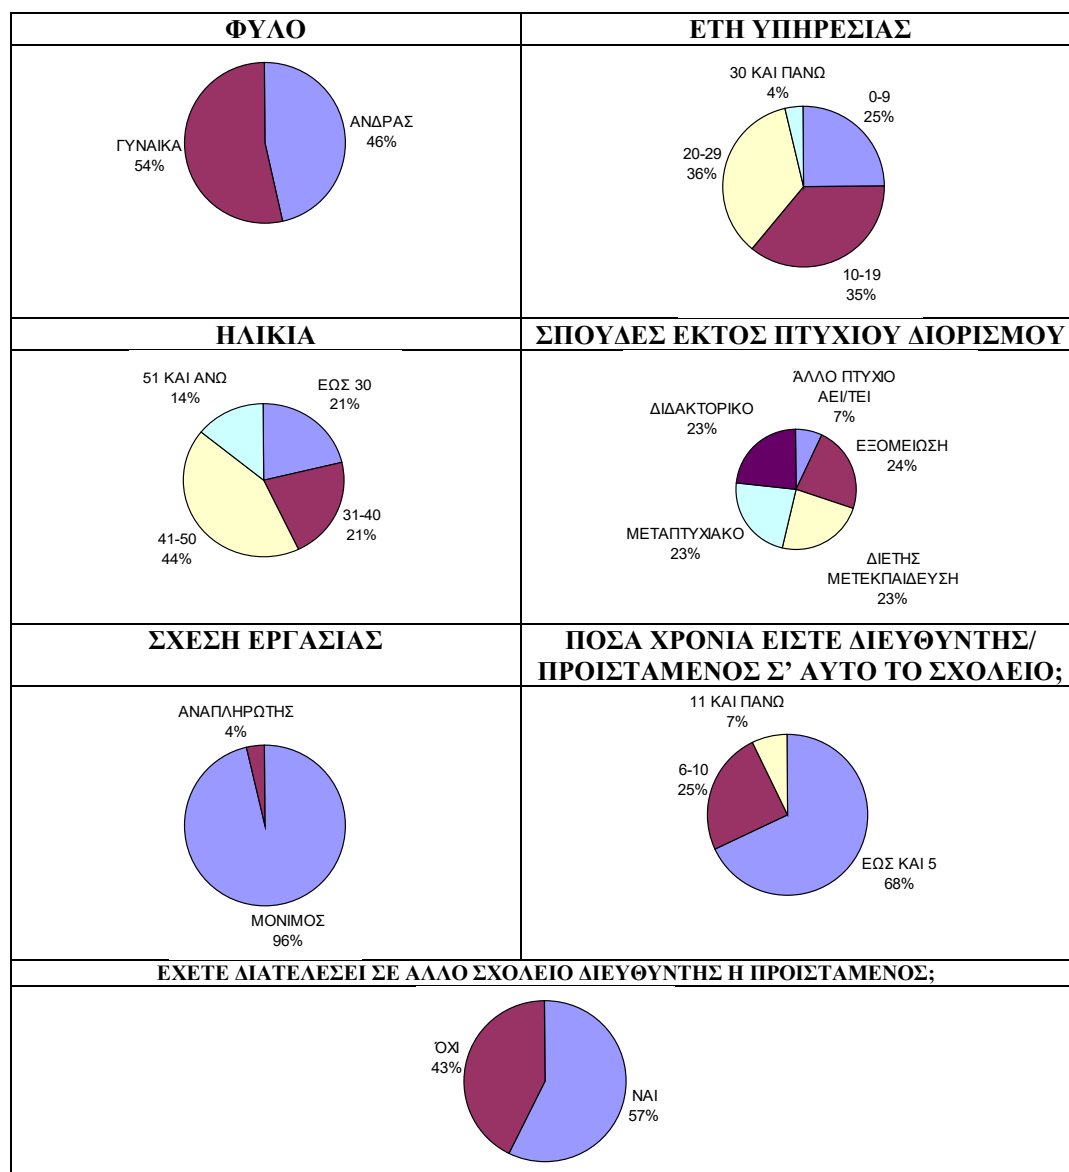 ΦΥΛΟ
ΑΝΔΡΑΣ
46%
ΓΥΝΑΙΚΑ
54%
ΕΤΗ ΥΠΗΡΕΣΙΑΣ
30 ΚΑΙ ΠΑΝΩ
4%
0-9
25%
20-29
36%
10-19
35%
ΗΛΙΚΙΑ
51 ΚΑΙ ΑΝΩ
14%
ΕΩΣ 30
21%
31-40
21%
41-50
44%
ΣΠΟΥΔΕΣ ΕΚΤΟΣ ΠΤΥΧΙΟΥ ΔΙΟΡΙΣΜΟΥ
ΆΛΛΟ ΠΤΥΧΙΟ
ΑΕΙ/ΤΕΙ
7%
ΔΙΔΑΚΤΟΡΙΚΟ
23%
ΕΞΟΜΕΙΩΣΗ
24%
ΜΕΤΑΠΤΥΧΙΑΚΟ
23%
ΔΙΕΤΗΣ
ΜΕΤΕΚΠΑΙΔΕΥΣΗ
23%
ΣΧΕΣΗ ΕΡΓΑΣΙΑΣ
ΑΝΑΠΛΗΡΩΤΗΣ
4%
ΜΟΝΙΜΟΣ
96%
ΠΟΣΑ ΧΡΟΝΙΑ ΕΙΣΤΕ ΔΙΕΥΘΥΝΤΗΣ/
ΠΡΟΙΣΤΑΜΕΝΟΣ Σ’ ΑΥΤΟ ΤΟ ΣΧΟΛΕΙΟ;
11 ΚΑΙ ΠΑΝΩ
7%
6-10
25%
ΕΩΣ ΚΑΙ 5
68%
ΕΧΕΤΕ ΔΙΑΤΕΛΕΣΕΙ ΣΕ ΑΛΛΟ ΣΧΟΛΕΙΟ ΔΙΕΥΘΥΝΤΗΣ Η ΠΡΟΙΣΤΑΜΕΝΟΣ;
ΌΧΙ
43%
ΝΑΙ
57%